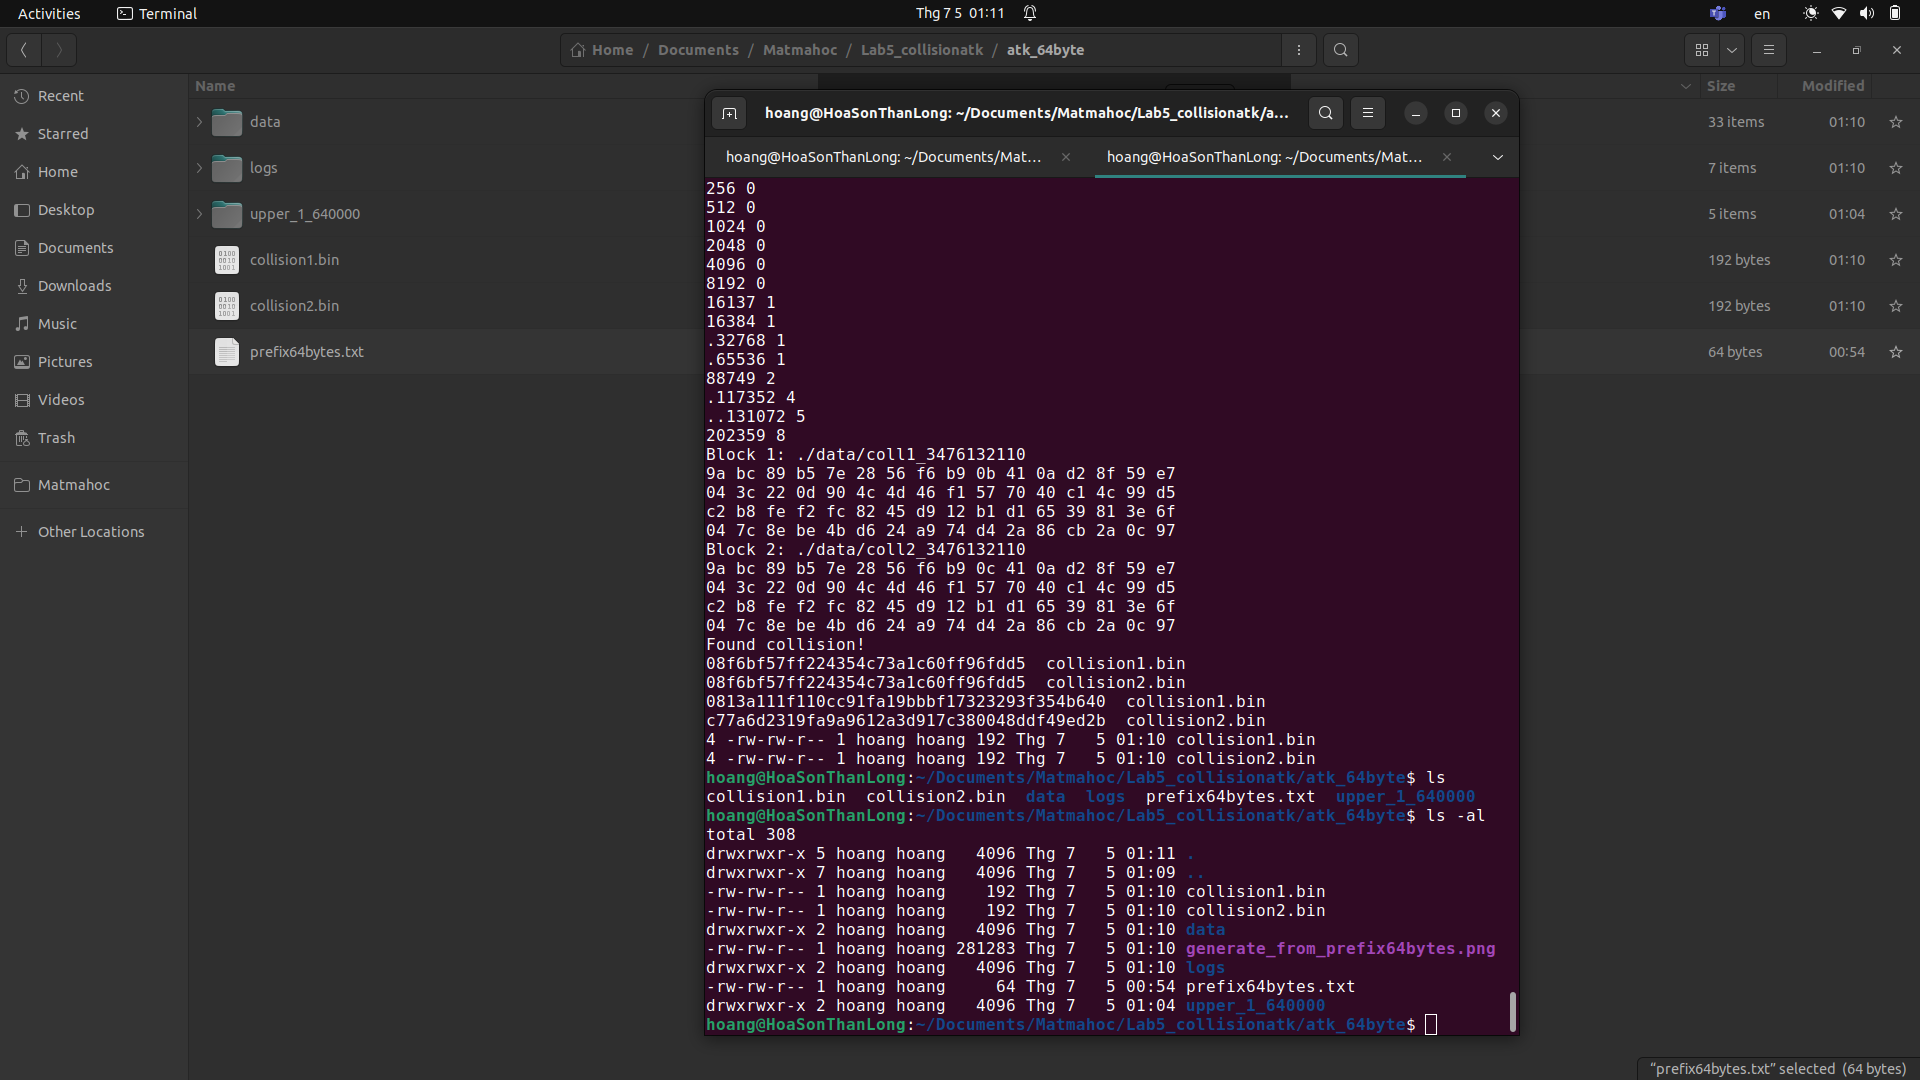 Activities Terminal Thg 7 5 01:11 en
Home / Documents / Matmahoc / Lab5_collisionatk / atk_64byte
Name Size Modified
Recent
Starred
Home
Desktop
Documents
Downloads
Music
Pictures
Videos
Trash
Matmahoc
+ Other Locations
data 33 items 01:10
logs 7 items 01:10
upper_1_640000 5 items 01:04
collision1.bin 192 bytes 01:10
collision2.bin 192 bytes 01:10
prefix64bytes.txt 64 bytes 00:54
hoang@HoaSonThanLong: ~/Documents/Matmahoc/Lab5_collisionatk/a...
hoang@HoaSonThanLong: ~/Documents/Mat... hoang@HoaSonThanLong: ~/Documents/Mat...
256 0
512 0
1024 0
2048 0
4096 0
8192 0
16137 1
16384 1
.32768 1
.65536 1
88749 2
.117352 4
..131072 5
202359 8
Block 1: ./data/coll1_3476132110
9a bc 89 b5 7e 28 56 f6 b9 0b 41 0a d2 8f 59 e7
04 3c 22 0d 90 4c 4d 46 f1 57 70 40 c1 4c 99 d5
c2 b8 fe f2 fc 82 45 d9 12 b1 d1 65 39 81 3e 6f
04 7c 8e be 4b d6 24 a9 74 d4 2a 86 cb 2a 0c 97
Block 2: ./data/coll2_3476132110
9a bc 89 b5 7e 28 56 f6 b9 0c 41 0a d2 8f 59 e7
04 3c 22 0d 90 4c 4d 46 f1 57 70 40 c1 4c 99 d5
c2 b8 fe f2 fc 82 45 d9 12 b1 d1 65 39 81 3e 6f
04 7c 8e be 4b d6 24 a9 74 d4 2a 86 cb 2a 0c 97
Found collision!
08f6bf57ff224354c73a1c60ff96fdd5  collision1.bin
08f6bf57ff224354c73a1c60ff96fdd5  collision2.bin
0813a111f110cc91fa19bbbf17323293f354b640  collision1.bin
c77a6d2319fa9a9612a3d917c380048ddf49ed2b  collision2.bin
4 -rw-rw-r-- 1 hoang hoang 192 Thg 7   5 01:10 collision1.bin
4 -rw-rw-r-- 1 hoang hoang 192 Thg 7   5 01:10 collision2.bin
hoang@HoaSonThanLong:~/Documents/Matmahoc/Lab5_collisionatk/atk_64byte$ ls
collision1.bin  collision2.bin  data  logs  prefix64bytes.txt  upper_1_640000
hoang@HoaSonThanLong:~/Documents/Matmahoc/Lab5_collisionatk/atk_64byte$ ls -al
total 308
drwxrwxr-x 5 hoang hoang   4096 Thg 7   5 01:11 .
drwxrwxr-x 7 hoang hoang   4096 Thg 7   5 01:09 ..
-rw-rw-r-- 1 hoang hoang    192 Thg 7   5 01:10 collision1.bin
-rw-rw-r-- 1 hoang hoang    192 Thg 7   5 01:10 collision2.bin
drwxrwxr-x 2 hoang hoang   4096 Thg 7   5 01:10 data
-rw-rw-r-- 1 hoang hoang 281283 Thg 7   5 01:10 generate_from_prefix64bytes.png
drwxrwxr-x 2 hoang hoang   4096 Thg 7   5 01:10 logs
-rw-rw-r-- 1 hoang hoang     64 Thg 7   5 00:54 prefix64bytes.txt
drwxrwxr-x 2 hoang hoang   4096 Thg 7   5 01:04 upper_1_640000
hoang@HoaSonThanLong:~/Documents/Matmahoc/Lab5_collisionatk/atk_64byte$
"prefix64bytes.txt" selected (64 bytes)